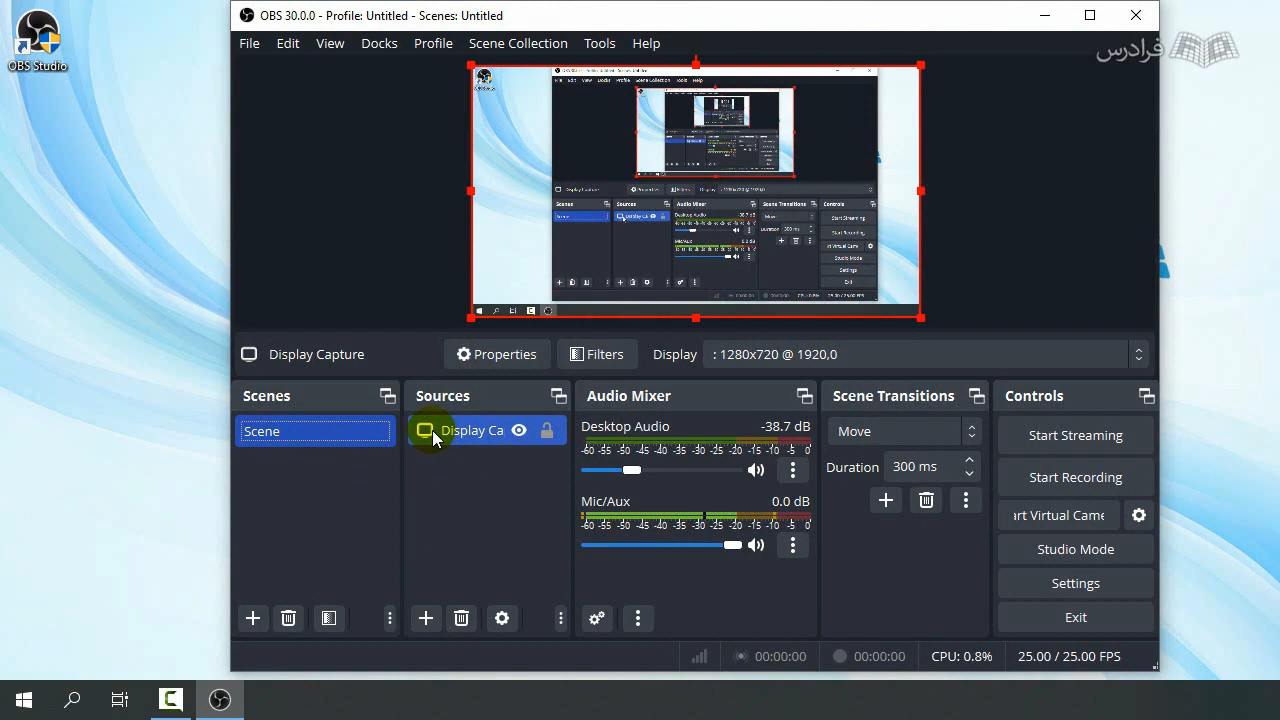 OBS 30.0.0 - Profile: Untitled - Scenes: Untitled
File Edit View Docks Profile Scene Collection Tools Help
فرادرس
OBS Studio
Display Capture Properties Filters Display : 1280x720 @ 1920,0
Scenes Sources Audio Mixer Scene Transitions Controls
Scene
Display Ca
Desktop Audio -38.7 dB
-60 -55 -50 -45 -40 -35 -30 -25 -20 -15 -10 -5 0
Mic/Aux 0.0 dB
-60 -55 -50 -45 -40 -35 -30 -25 -20 -15 -10 -5 0
Move
Duration 300 ms
Start Streaming
Start Recording
art Virtual Came
Studio Mode
Settings
Exit
00:00:00 00:00:00 CPU: 0.8% 25.00 / 25.00 FPS